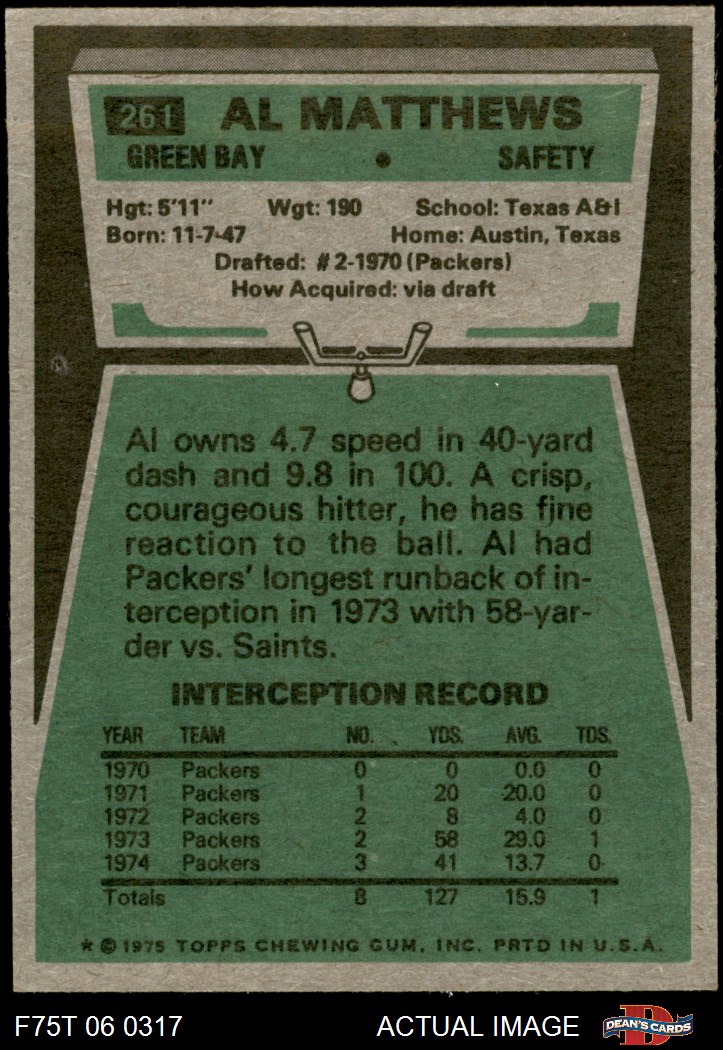 261 AL MATTHEWS
GREEN BAY • SAFETY
Hgt: 5'11" Wgt: 190 School: Texas A&I
Born: 11-7-47 Home: Austin, Texas
Drafted: #2-1970 (Packers)
How Acquired: via draft
Al owns 4.7 speed in 40-yard
dash and 9.8 in 100. A crisp,
courageous hitter, he has fine
reaction to the ball. Al had
Packers' longest runback of in-
terception in 1973 with 58-yar-
der vs. Saints.
INTERCEPTION RECORD
YEAR TEAM NO. YDS. AVG. TDS.
1970 Packers 0 0 0.0 0
1971 Packers 1 20 20.0 0
1972 Packers 2 8 4.0 0
1973 Packers 2 58 29.0 1
1974 Packers 3 41 13.7 0
Totals 8 127 15.9 1
* © 1975 TOPPS CHEWING GUM, INC. PRTD IN U.S.A.
F75T 06 0317 ACTUAL IMAGE DEAN'S CARDS